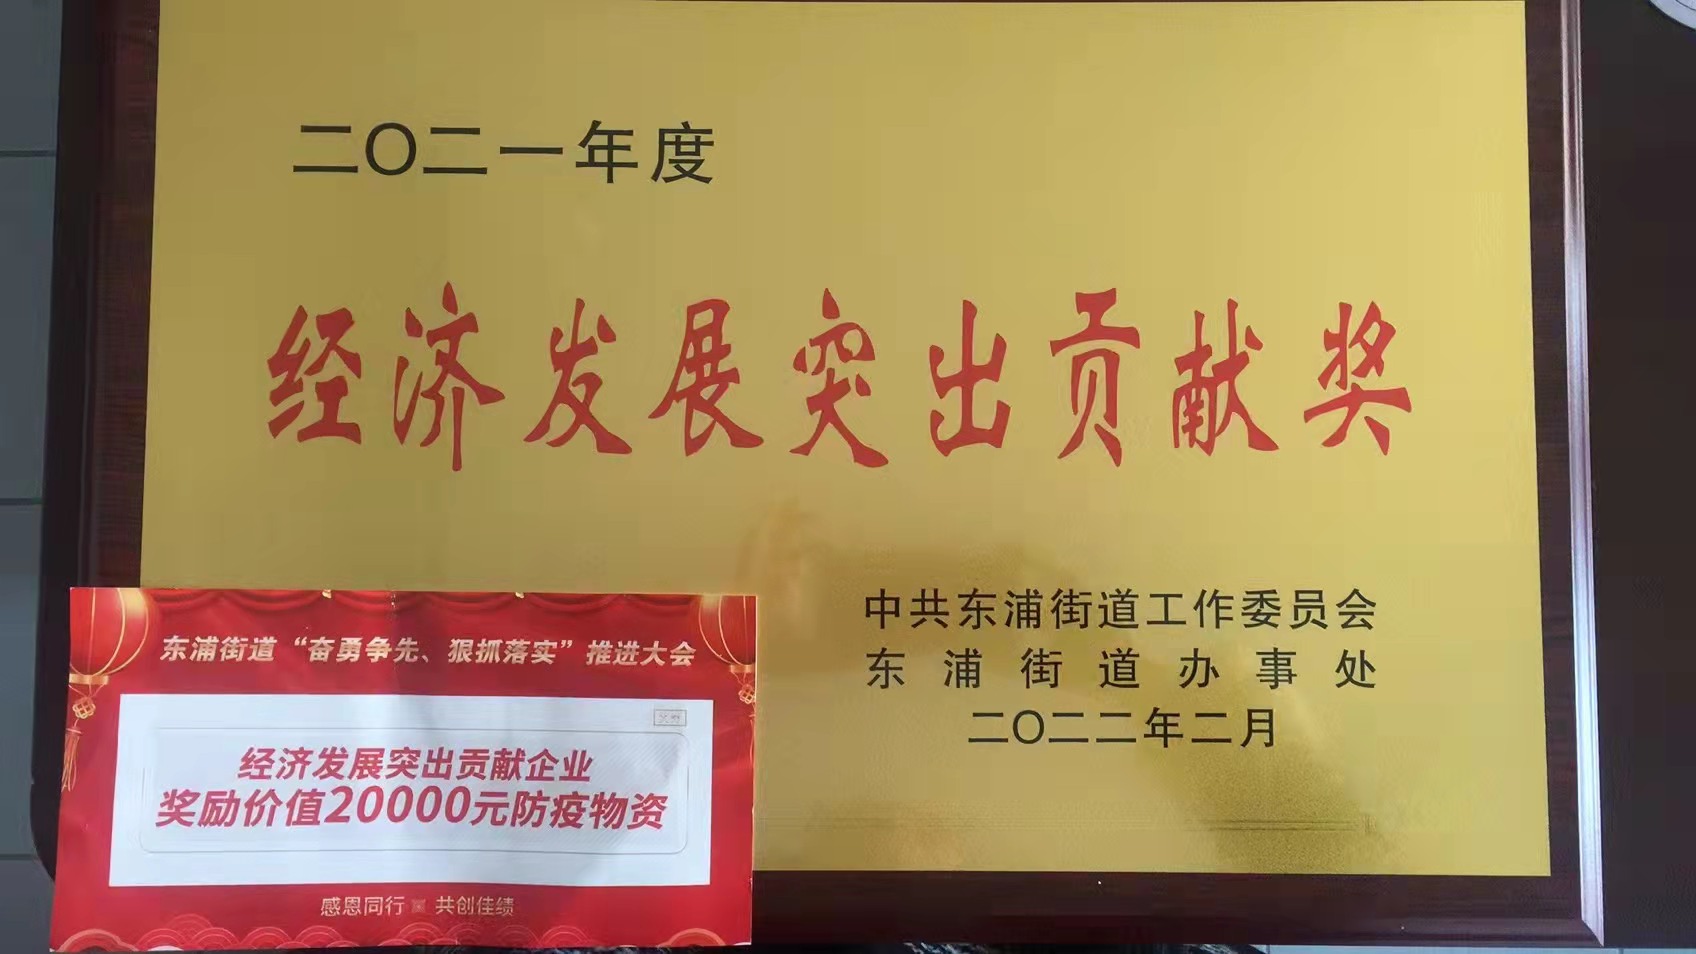 二〇二一年度
经济发展突出贡献奖
中共东浦街道工作委员会
东浦街道办事处
二〇二二年二月
东浦街道“奋勇争先、狠抓落实”推进大会
经济发展突出贡献企业
奖励价值20000元防疫物资
感恩同行 共创佳绩